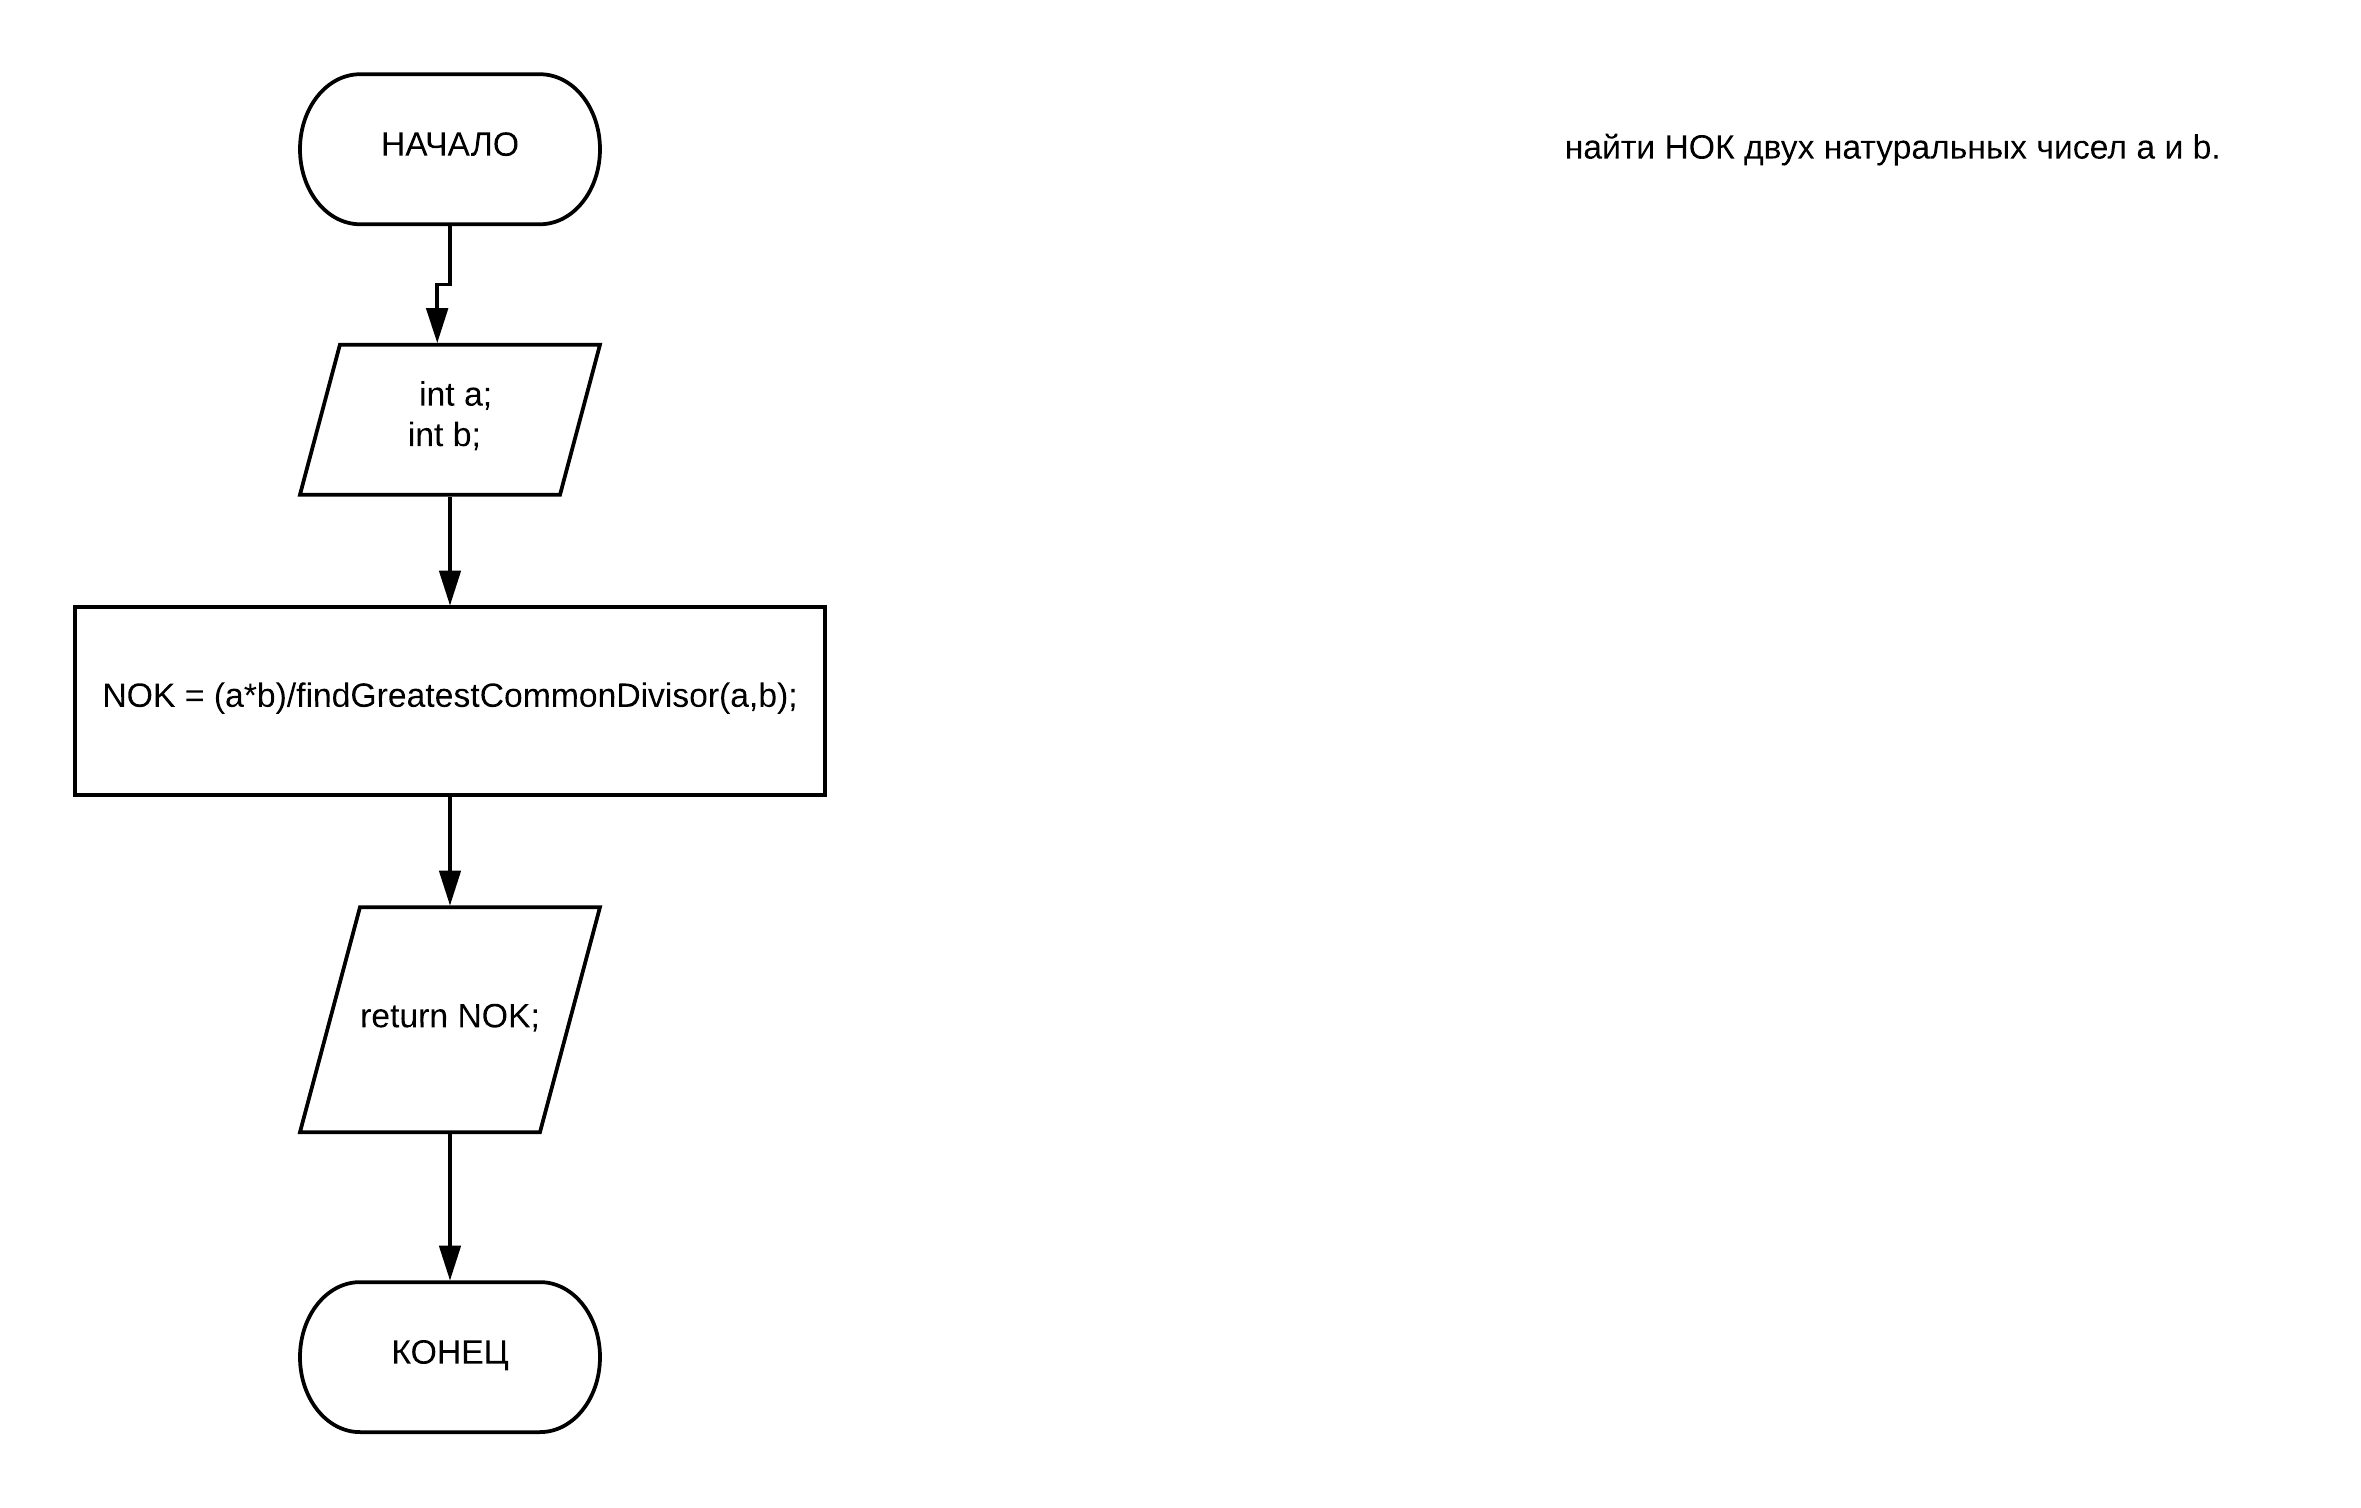 НАЧАЛО
найти НОК двух натуральных чисел a и b.
int a;
int b;
NOK = (a*b)/findGreatestCommonDivisor(a,b);
return NOK;
КОНЕЦ